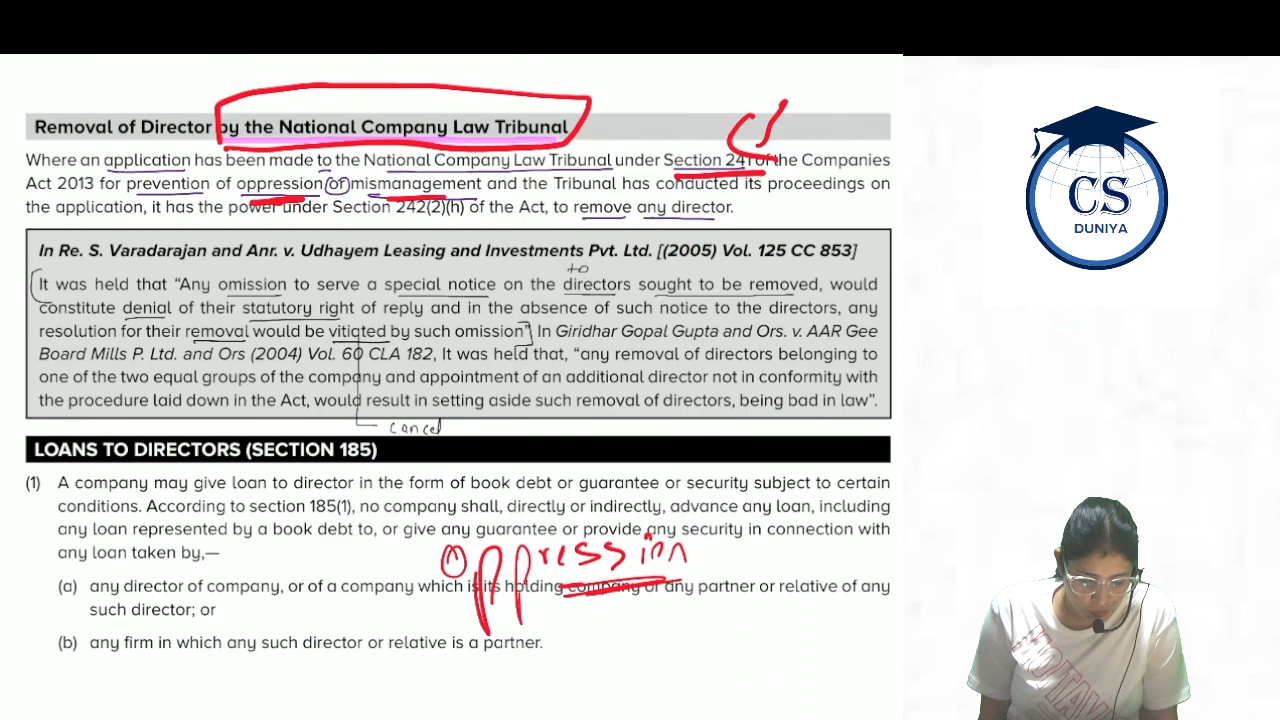 Removal of Director by the National Company Law Tribunal
Where an application has been made to the National Company Law Tribunal under Section 241 of the Companies
Act 2013 for prevention of oppression or mismanagement and the Tribunal has conducted its proceedings on
the application, it has the power under Section 242(2)(h) of the Act, to remove any director.
In Re. S. Varadarajan and Anr. v. Udhayem Leasing and Investments Pvt. Ltd. [(2005) Vol. 125 CC 853]
to
It was held that “Any omission to serve a special notice on the directors sought to be removed, would
constitute denial of their statutory right of reply and in the absence of such notice to the directors, any
resolution for their removal would be vitiated by such omission” In Giridhar Gopal Gupta and Ors. v. AAR Gee
Board Mills P. Ltd. and Ors (2004) Vol. 60 CLA 182, It was held that, “any removal of directors belonging to
one of the two equal groups of the company and appointment of an additional director not in conformity with
the procedure laid down in the Act, would result in setting aside such removal of directors, being bad in law”.
cancel
LOANS TO DIRECTORS (SECTION 185)
(1) A company may give loan to director in the form of book debt or guarantee or security subject to certain
conditions. According to section 185(1), no company shall, directly or indirectly, advance any loan, including
any loan represented by a book debt to, or give any guarantee or provide any security in connection with
any loan taken by,—
oppression
(a) any director of company, or of a company which is its holding company or any partner or relative of any
such director; or
(b) any firm in which any such director or relative is a partner.
CS
DUNIYA